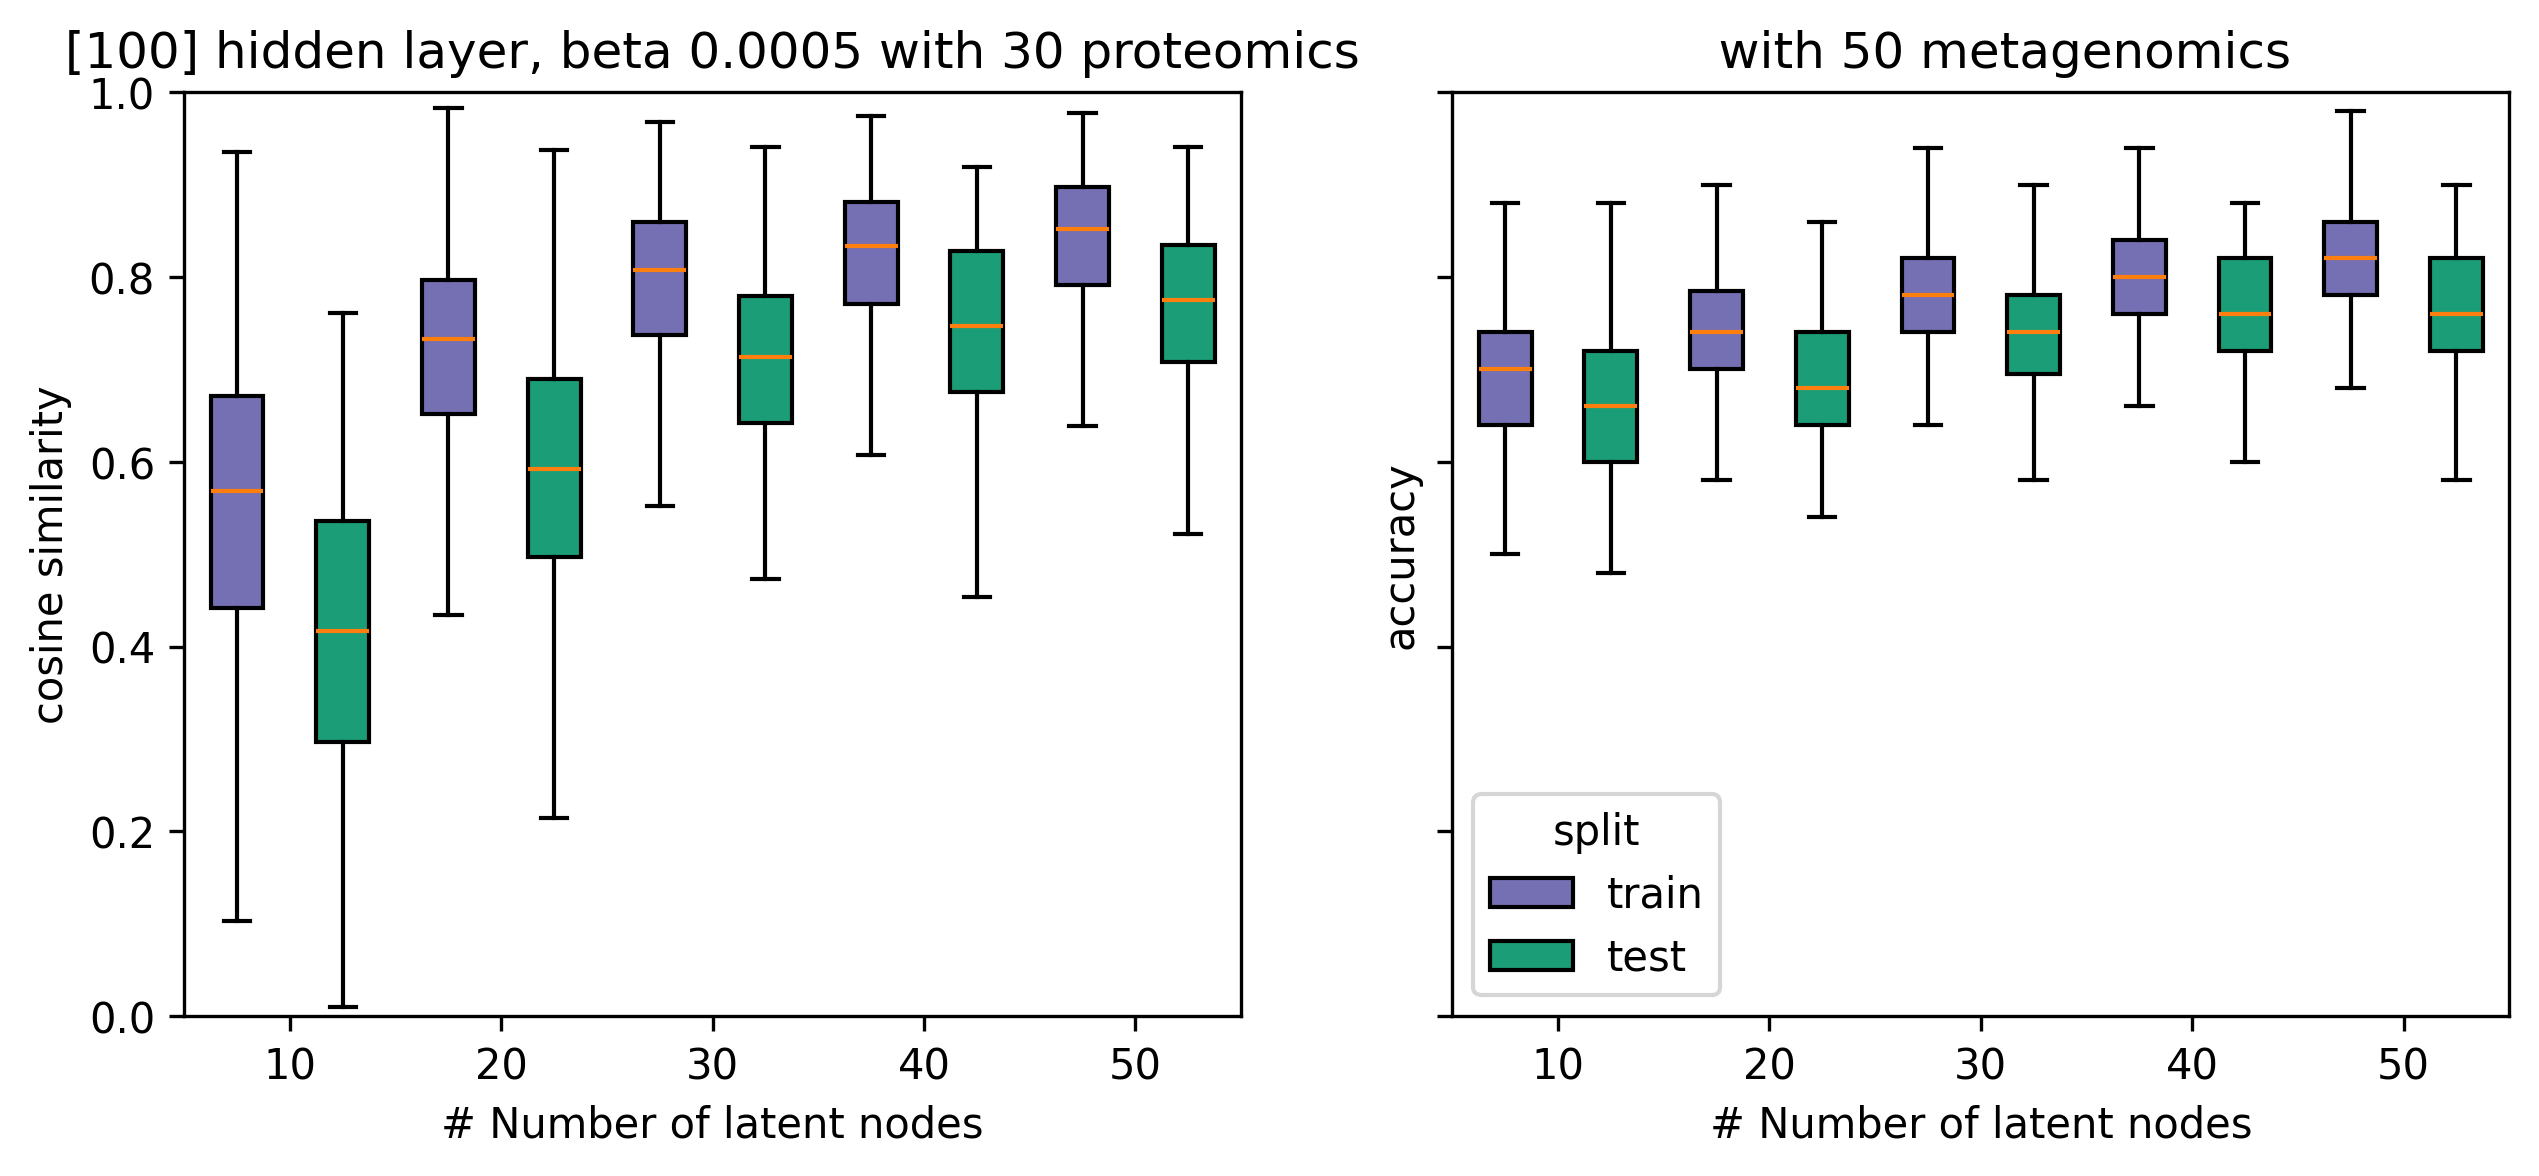 [100] hidden layer, beta 0.0005 with 30 proteomics
1.0
0.8
0.6
0.4
0.2
0.0
cosine similarity
10 20 30 40 50
# Number of latent nodes
with 50 metagenomics
accuracy
split
train
test
10 20 30 40 50
# Number of latent nodes